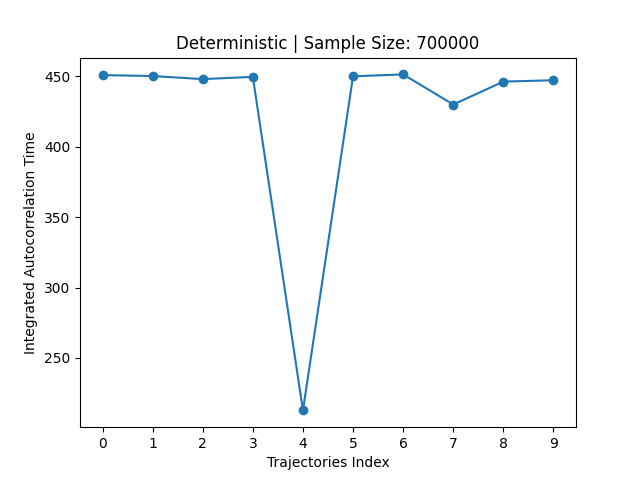 Deterministic | Sample Size: 700000
Integrated Autocorrelation Time
450
400
350
300
250
0 1 2 3 4 5 6 7 8 9
Trajectories Index